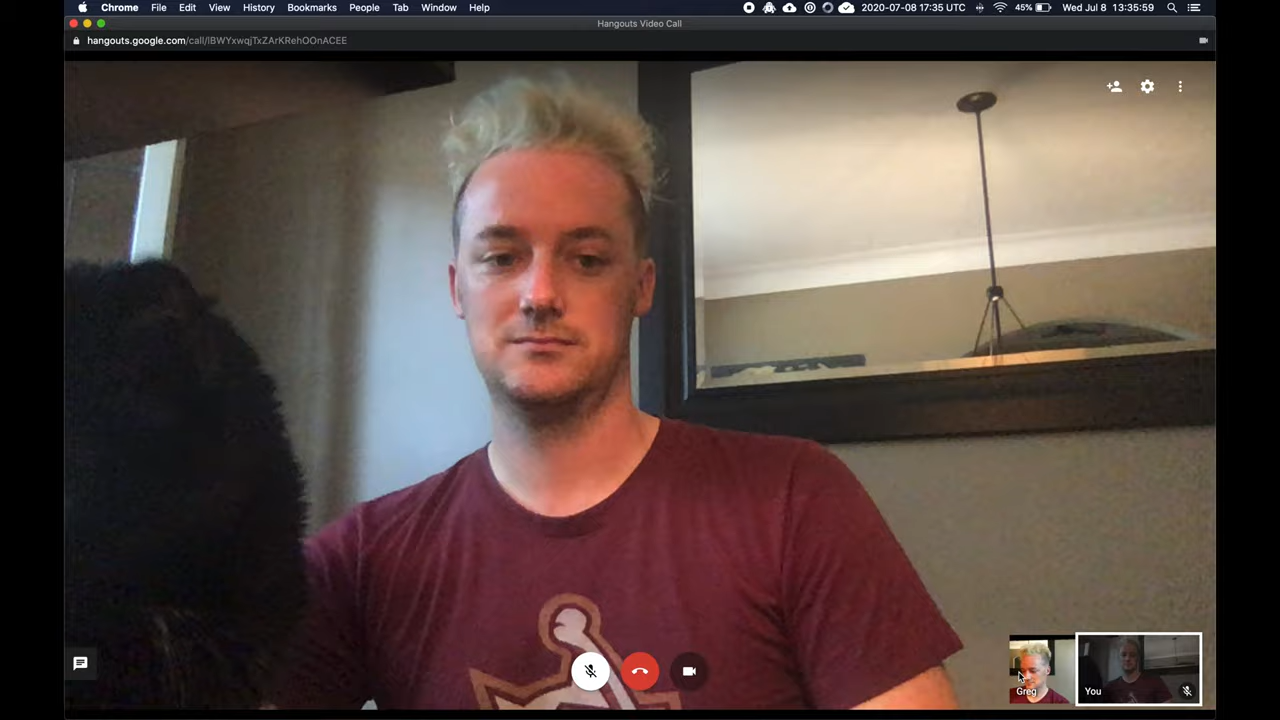 Chrome File Edit View History Bookmarks People Tab Window Help 2020-07-08 17:35 UTC 45% Wed Jul 8 13:35:59
Hangouts Video Call
hangouts.google.com/call/lBWYxwqjTxZArKRehOOnACEE
Greg You